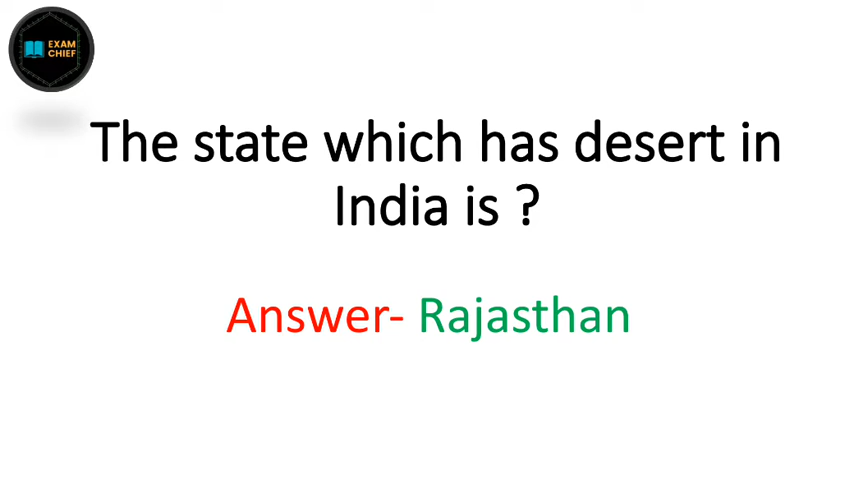 EXAM
CHIEF
The state which has desert in
India is ?
Answer- Rajasthan